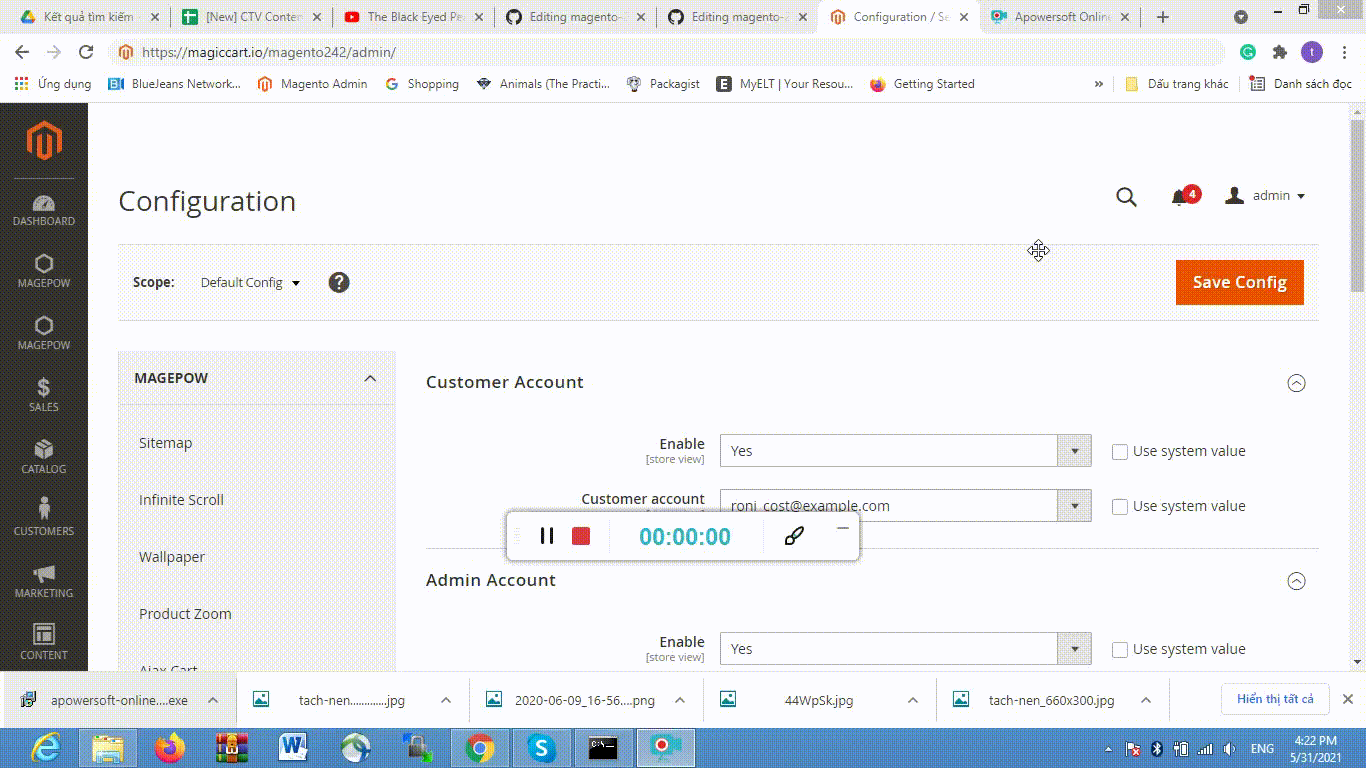 Kết quả tìm kiếm
[New] CTV Conten
The Black Eyed Pe
Editing magento-
Editing magento-2
Configuration / Se
Apowersoft Online
https://magiccart.io/magento242/admin/
G
t
Ứng dụng
BlueJeans Network...
Magento Admin
Shopping
Animals (The Practi...
Packagist
MyELT | Your Resou...
Getting Started
»
Dấu trang khác
Danh sách đọc
Configuration
4
admin
Scope:
Default Config
?
Save Config
DASHBOARD
MAGEPOW
MAGEPOW
SALES
CATALOG
CUSTOMERS
MARKETING
CONTENT
MAGEPOW
Sitemap
Infinite Scroll
Wallpaper
Product Zoom
Ajax Cart
Customer Account
Enable
[store view]
Yes
Use system value
Customer account
roni_cost@example.com
Use system value
00:00:00
Admin Account
Enable
[store view]
Yes
Use system value
apowersoft-online....exe
tach-nen.............jpg
2020-06-09_16-56....png
44WpSk.jpg
tach-nen_660x300.jpg
Hiển thị tất cả
ENG
4:22 PM
5/31/2021